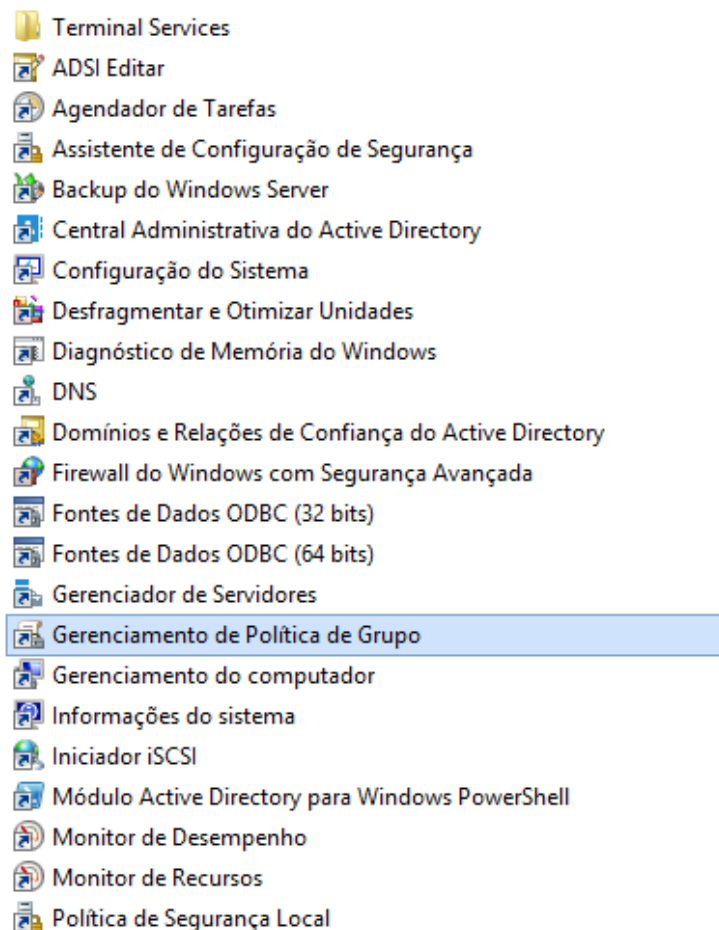 Terminal Services
ADSI Editar
Agendador de Tarefas
Assistente de Configuração de Segurança
Backup do Windows Server
Central Administrativa do Active Directory
Configuração do Sistema
Desfragmentar e Otimizar Unidades
Diagnóstico de Memória do Windows
DNS
Domínios e Relações de Confiança do Active Directory
Firewall do Windows com Segurança Avançada
Fontes de Dados ODBC (32 bits)
Fontes de Dados ODBC (64 bits)
Gerenciador de Servidores
Gerenciamento de Política de Grupo
Gerenciamento do computador
Informações do sistema
Iniciador iSCSI
Módulo Active Directory para Windows PowerShell
Monitor de Desempenho
Monitor de Recursos
Política de Segurança Local